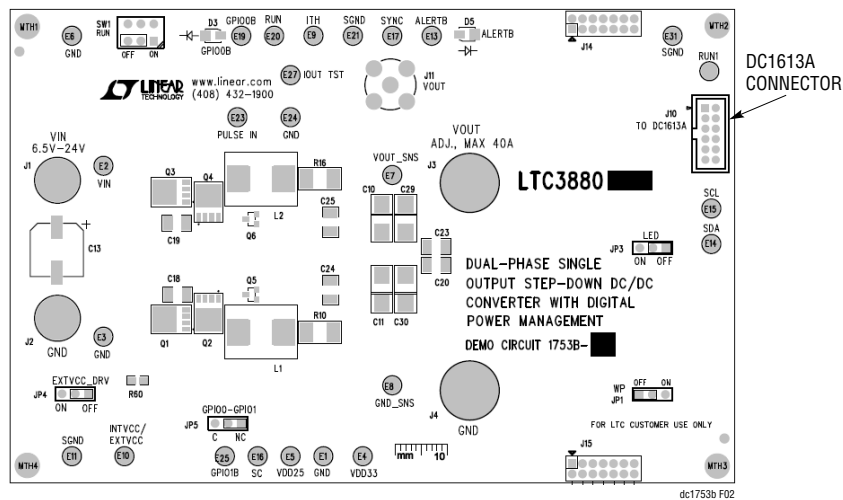 MTH1
SW1
RUN
OFF ON
E6
GND
D3
GPIO0B
GPIO0B
E19
RUN
E20
ITH
E9
SGND
E21
SYNC
E17
ALERTB
E13
D5
ALERTB
J14
E31
SGND
MTH2
RUN1
DC1613A
CONNECTOR
LINEAR
TECHNOLOGY
www.linear.com
(408) 432-1900
E27
IOUT TST
J11
VOUT
E23
PULSE IN
E24
GND
J10
TO DC1613A
VIN
6.5V-24V
J1
E2
VIN
Q3
Q4
R16
C19
Q6
L2
C25
VOUT_SNS
E7
C10
C29
VOUT
ADJ., MAX 40A
J3
LTC3880
SCL
E15
SDA
E14
C13
C18
Q5
C24
C23
C20
LED
JP3
ON OFF
DUAL-PHASE SINGLE
OUTPUT STEP-DOWN DC/DC
CONVERTER WITH DIGITAL
POWER MANAGEMENT
DEMO CIRCUIT 1753B-
J2
GND
E3
GND
Q1
Q2
R10
L1
C11
C30
EXTVCC_DRV
JP4
ON OFF
R60
E8
GND_SNS
J4
GND
WP
OFF ON
JP1
GPIO0-GPIO1
JP5
C NC
FOR LTC CUSTOMER USE ONLY
MTH4
SGND
E11
INTVCC/
EXTVCC
E10
E25
GPIO1B
E16
SC
E5
VDD25
E1
GND
E4
VDD33
mm 10
J15
MTH3
dc1753b F02